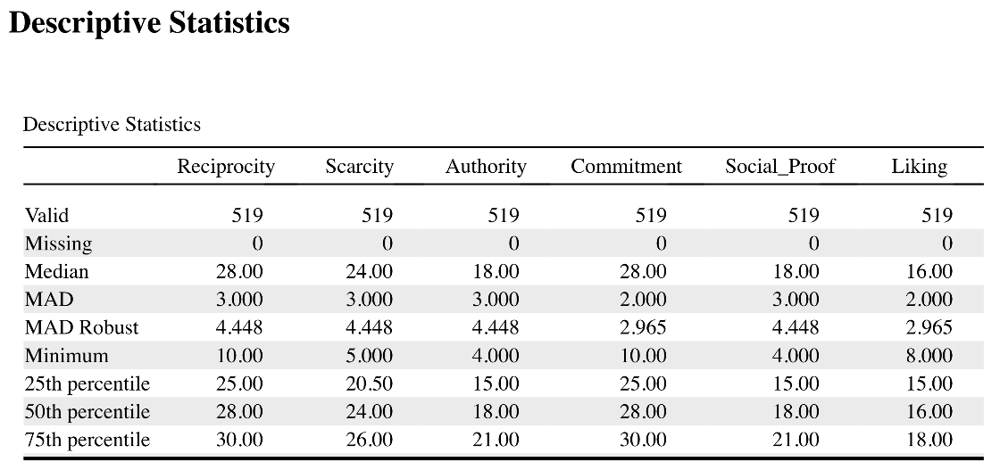 Descriptive Statistics
Descriptive Statistics
Reciprocity Scarcity Authority Commitment Social_Proof Liking
Valid 519 519 519 519 519 519
Missing 0 0 0 0 0 0
Median 28.00 24.00 18.00 28.00 18.00 16.00
MAD 3.000 3.000 3.000 2.000 3.000 2.000
MAD Robust 4.448 4.448 4.448 2.965 4.448 2.965
Minimum 10.00 5.000 4.000 10.00 4.000 8.000
25th percentile 25.00 20.50 15.00 25.00 15.00 15.00
50th percentile 28.00 24.00 18.00 28.00 18.00 16.00
75th percentile 30.00 26.00 21.00 30.00 21.00 18.00